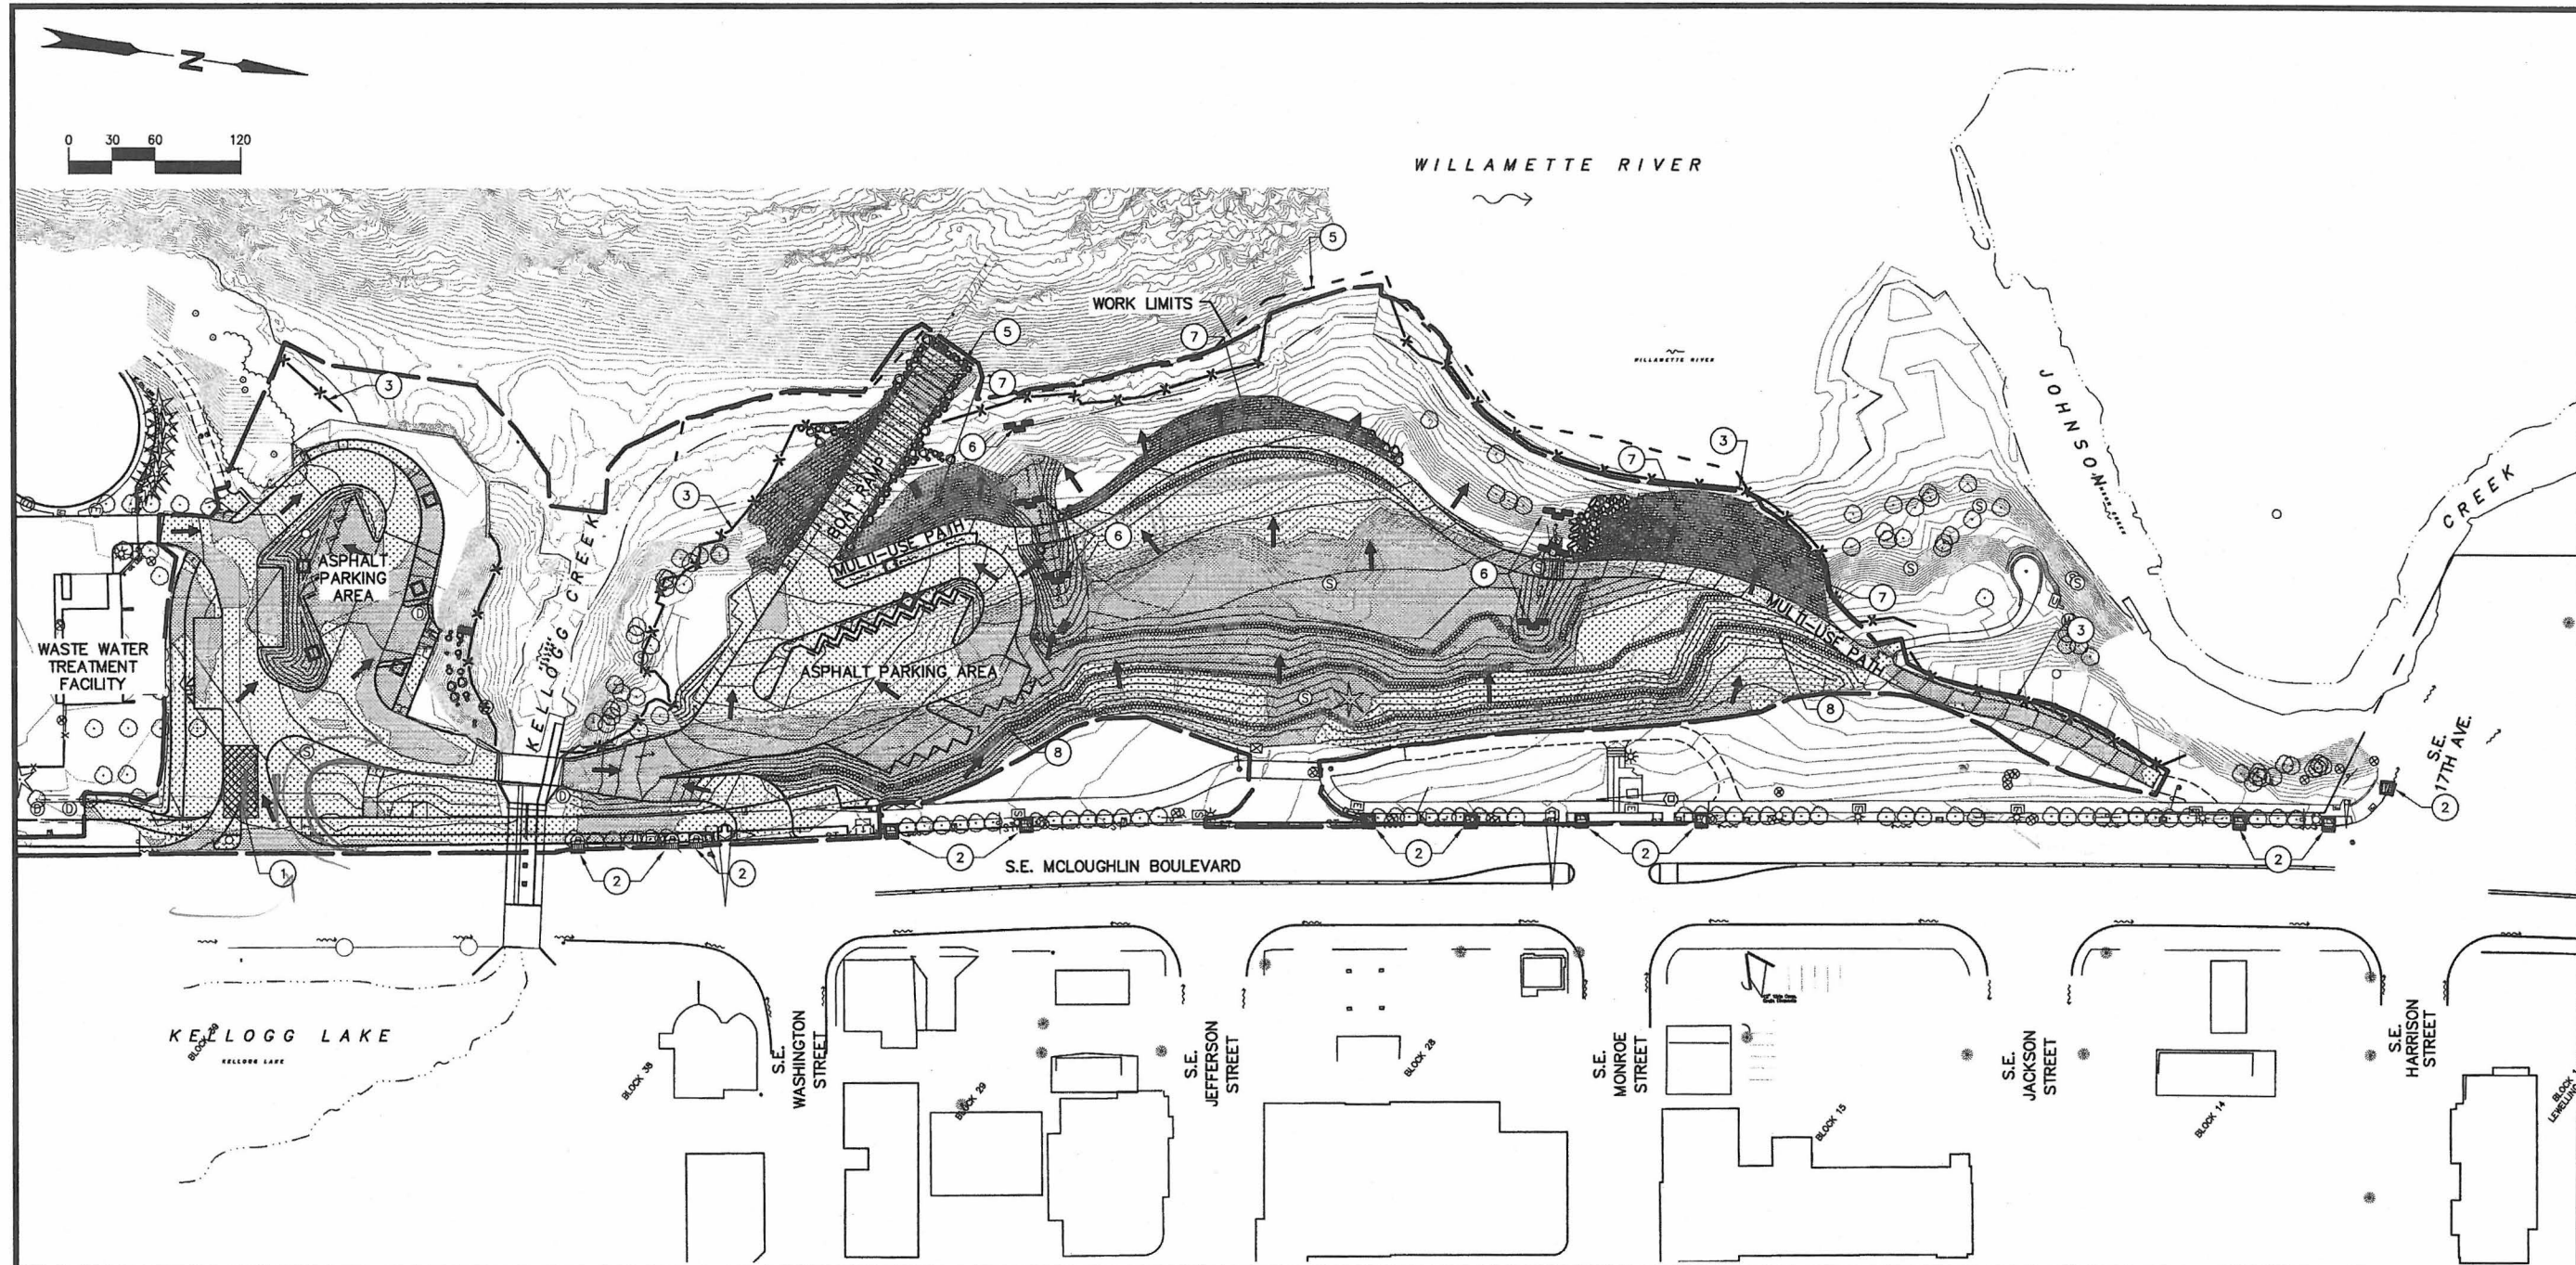 N
0 30 60 120
WILLAMETTE RIVER
5
WORK LIMITS
7
5
WILLAMETTE RIVER
3
7
JOHNSON
CREEK
6
3
7
3
BOAT RAMP
MULTI-USE PATH
6
6
7
KELLOGG CREEK
ASPHALT
PARKING
AREA
MULTI-USE PATH
3
WASTE WATER
TREATMENT
FACILITY
ASPHALT PARKING AREA
8
8
S.E.
17TH AVE.
2
1
2
2
2
2
2
2
S.E. MCLOUGHLIN BOULEVARD
KELLOGG LAKE
KELLOGG LAKE
BLOCK 38
S.E.
WASHINGTON
STREET
BLOCK 29
S.E.
JEFFERSON
STREET
BLOCK 28
S.E.
MONROE
STREET
BLOCK 15
S.E.
JACKSON
STREET
BLOCK 14
S.E.
HARRISON
STREET